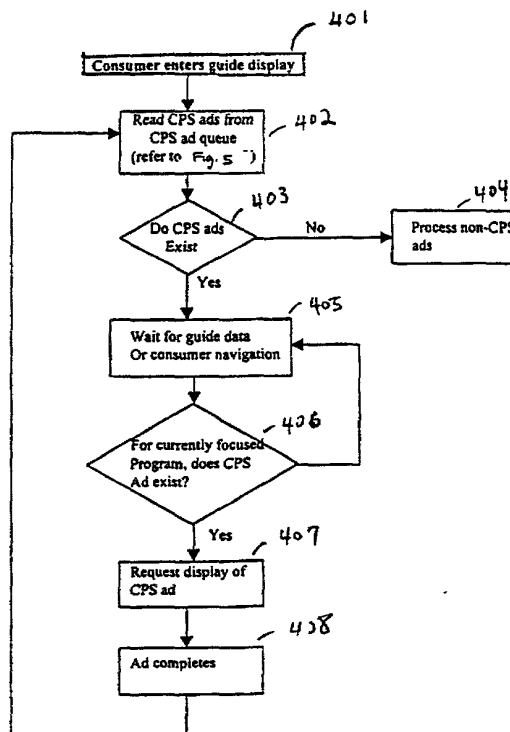 401
Consumer enters guide display
Read CPS ads from
CPS ad queue
(refer to Fig. 5)
402
403
Do CPS ads
Exist
No
404
Process non-CPS
ads
Yes
405
Wait for guide data
Or consumer navigation
406
For currently focused
Program, does CPS
Ad exist?
Yes
407
Request display of
CPS ad
408
Ad completes